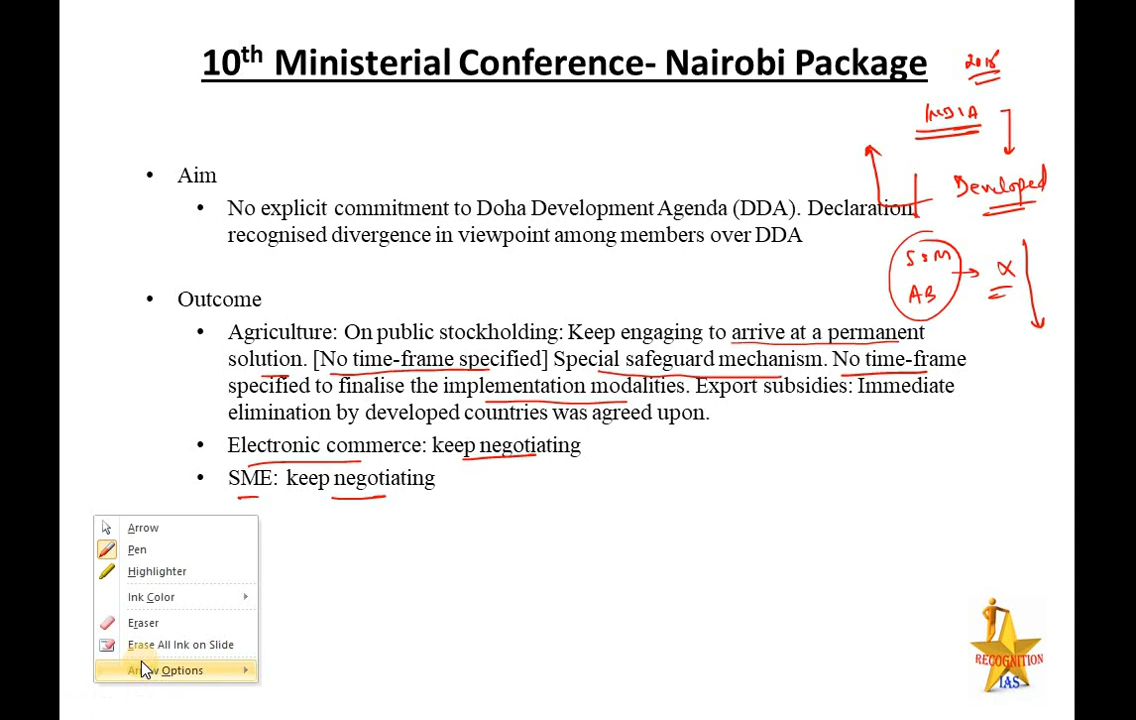 10th Ministerial Conference- Nairobi Package
INDIA
Developed
• Aim
• No explicit commitment to Doha Development Agenda (DDA). Declaration
recognised divergence in viewpoint among members over DDA
SSM
AB
• Outcome
• Agriculture: On public stockholding: Keep engaging to arrive at a permanent
solution. [No time-frame specified] Special safeguard mechanism. No time-frame
specified to finalise the implementation modalities. Export subsidies: Immediate
elimination by developed countries was agreed upon.
• Electronic commerce: keep negotiating
• SME: keep negotiating
Arrow
Pen
Highlighter
Ink Color
Eraser
Erase All Ink on Slide
Arrow Options
RECOGNITION
IAS